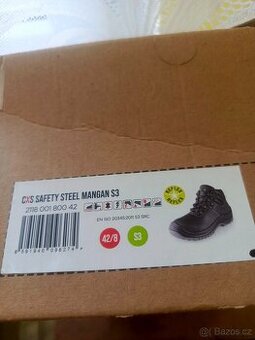 CXS SAFETY STEEL MANGAN S3
2118 001 800 42
EN ISO 20345:2011 S3 SRC
42/8
S3
Bazoš.cz